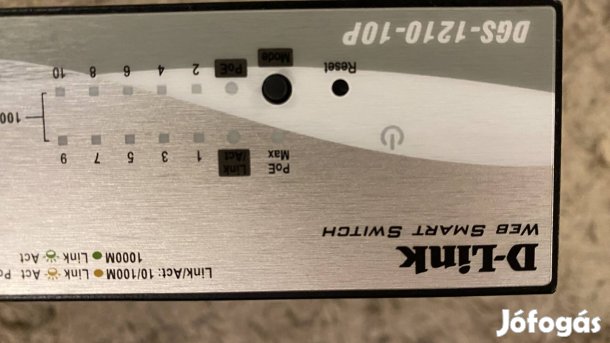 D-Link
WEB SMART SWITCH
Link/Act: 10/100M Link Act
1000M Link Act
PoE Max
Link /Act
1 3 5 7 9
Mode
PoE
2 4 6 8 10
Reset
DGS-1210-10P
Jófogás